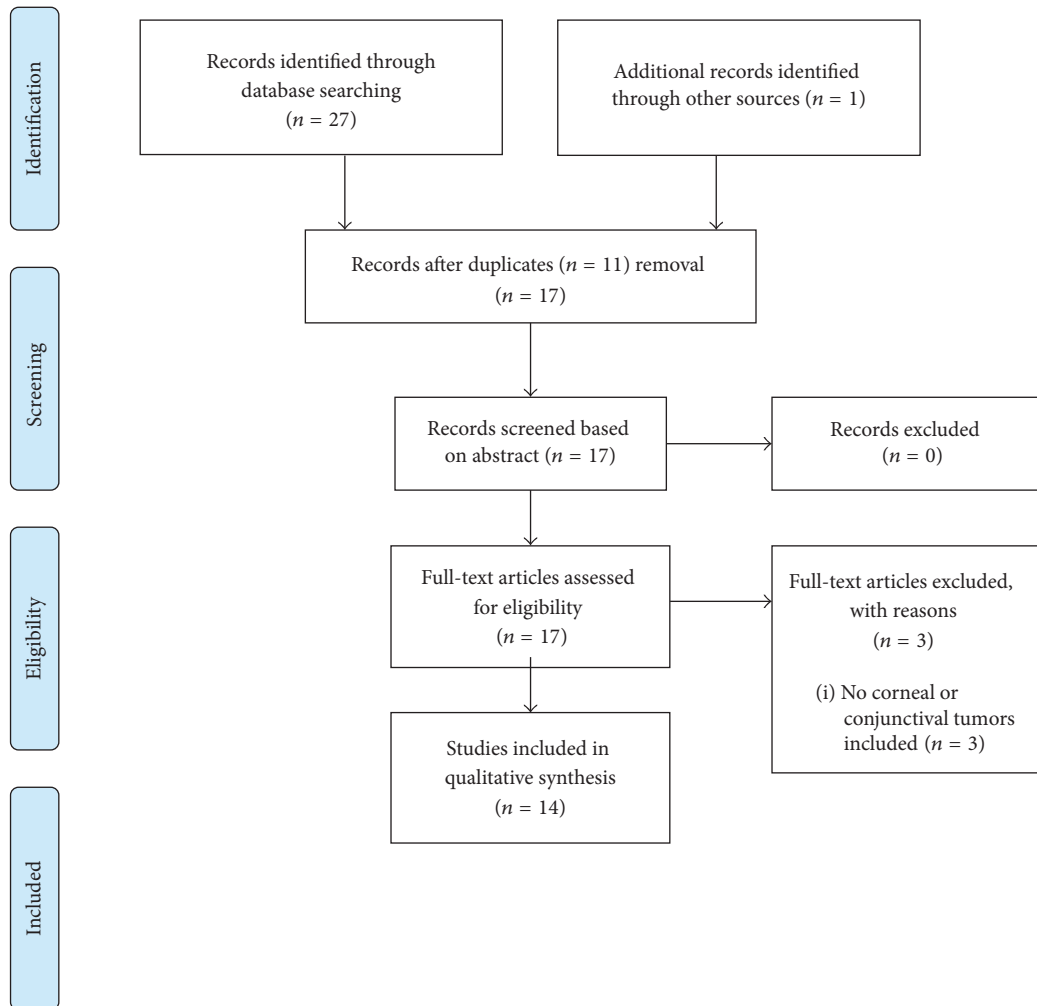 Identification
Records identified through
database searching
(n = 27)
Additional records identified
through other sources (n = 1)
Records after duplicates (n = 11) removal
(n = 17)
Screening
Records screened based
on abstract (n = 17)
Records excluded
(n = 0)
Eligibility
Full-text articles assessed
for eligibility
(n = 17)
Full-text articles excluded,
with reasons
(n = 3)
(i) No corneal or
conjunctival tumors
included (n = 3)
Studies included in
qualitative synthesis
(n = 14)
Included